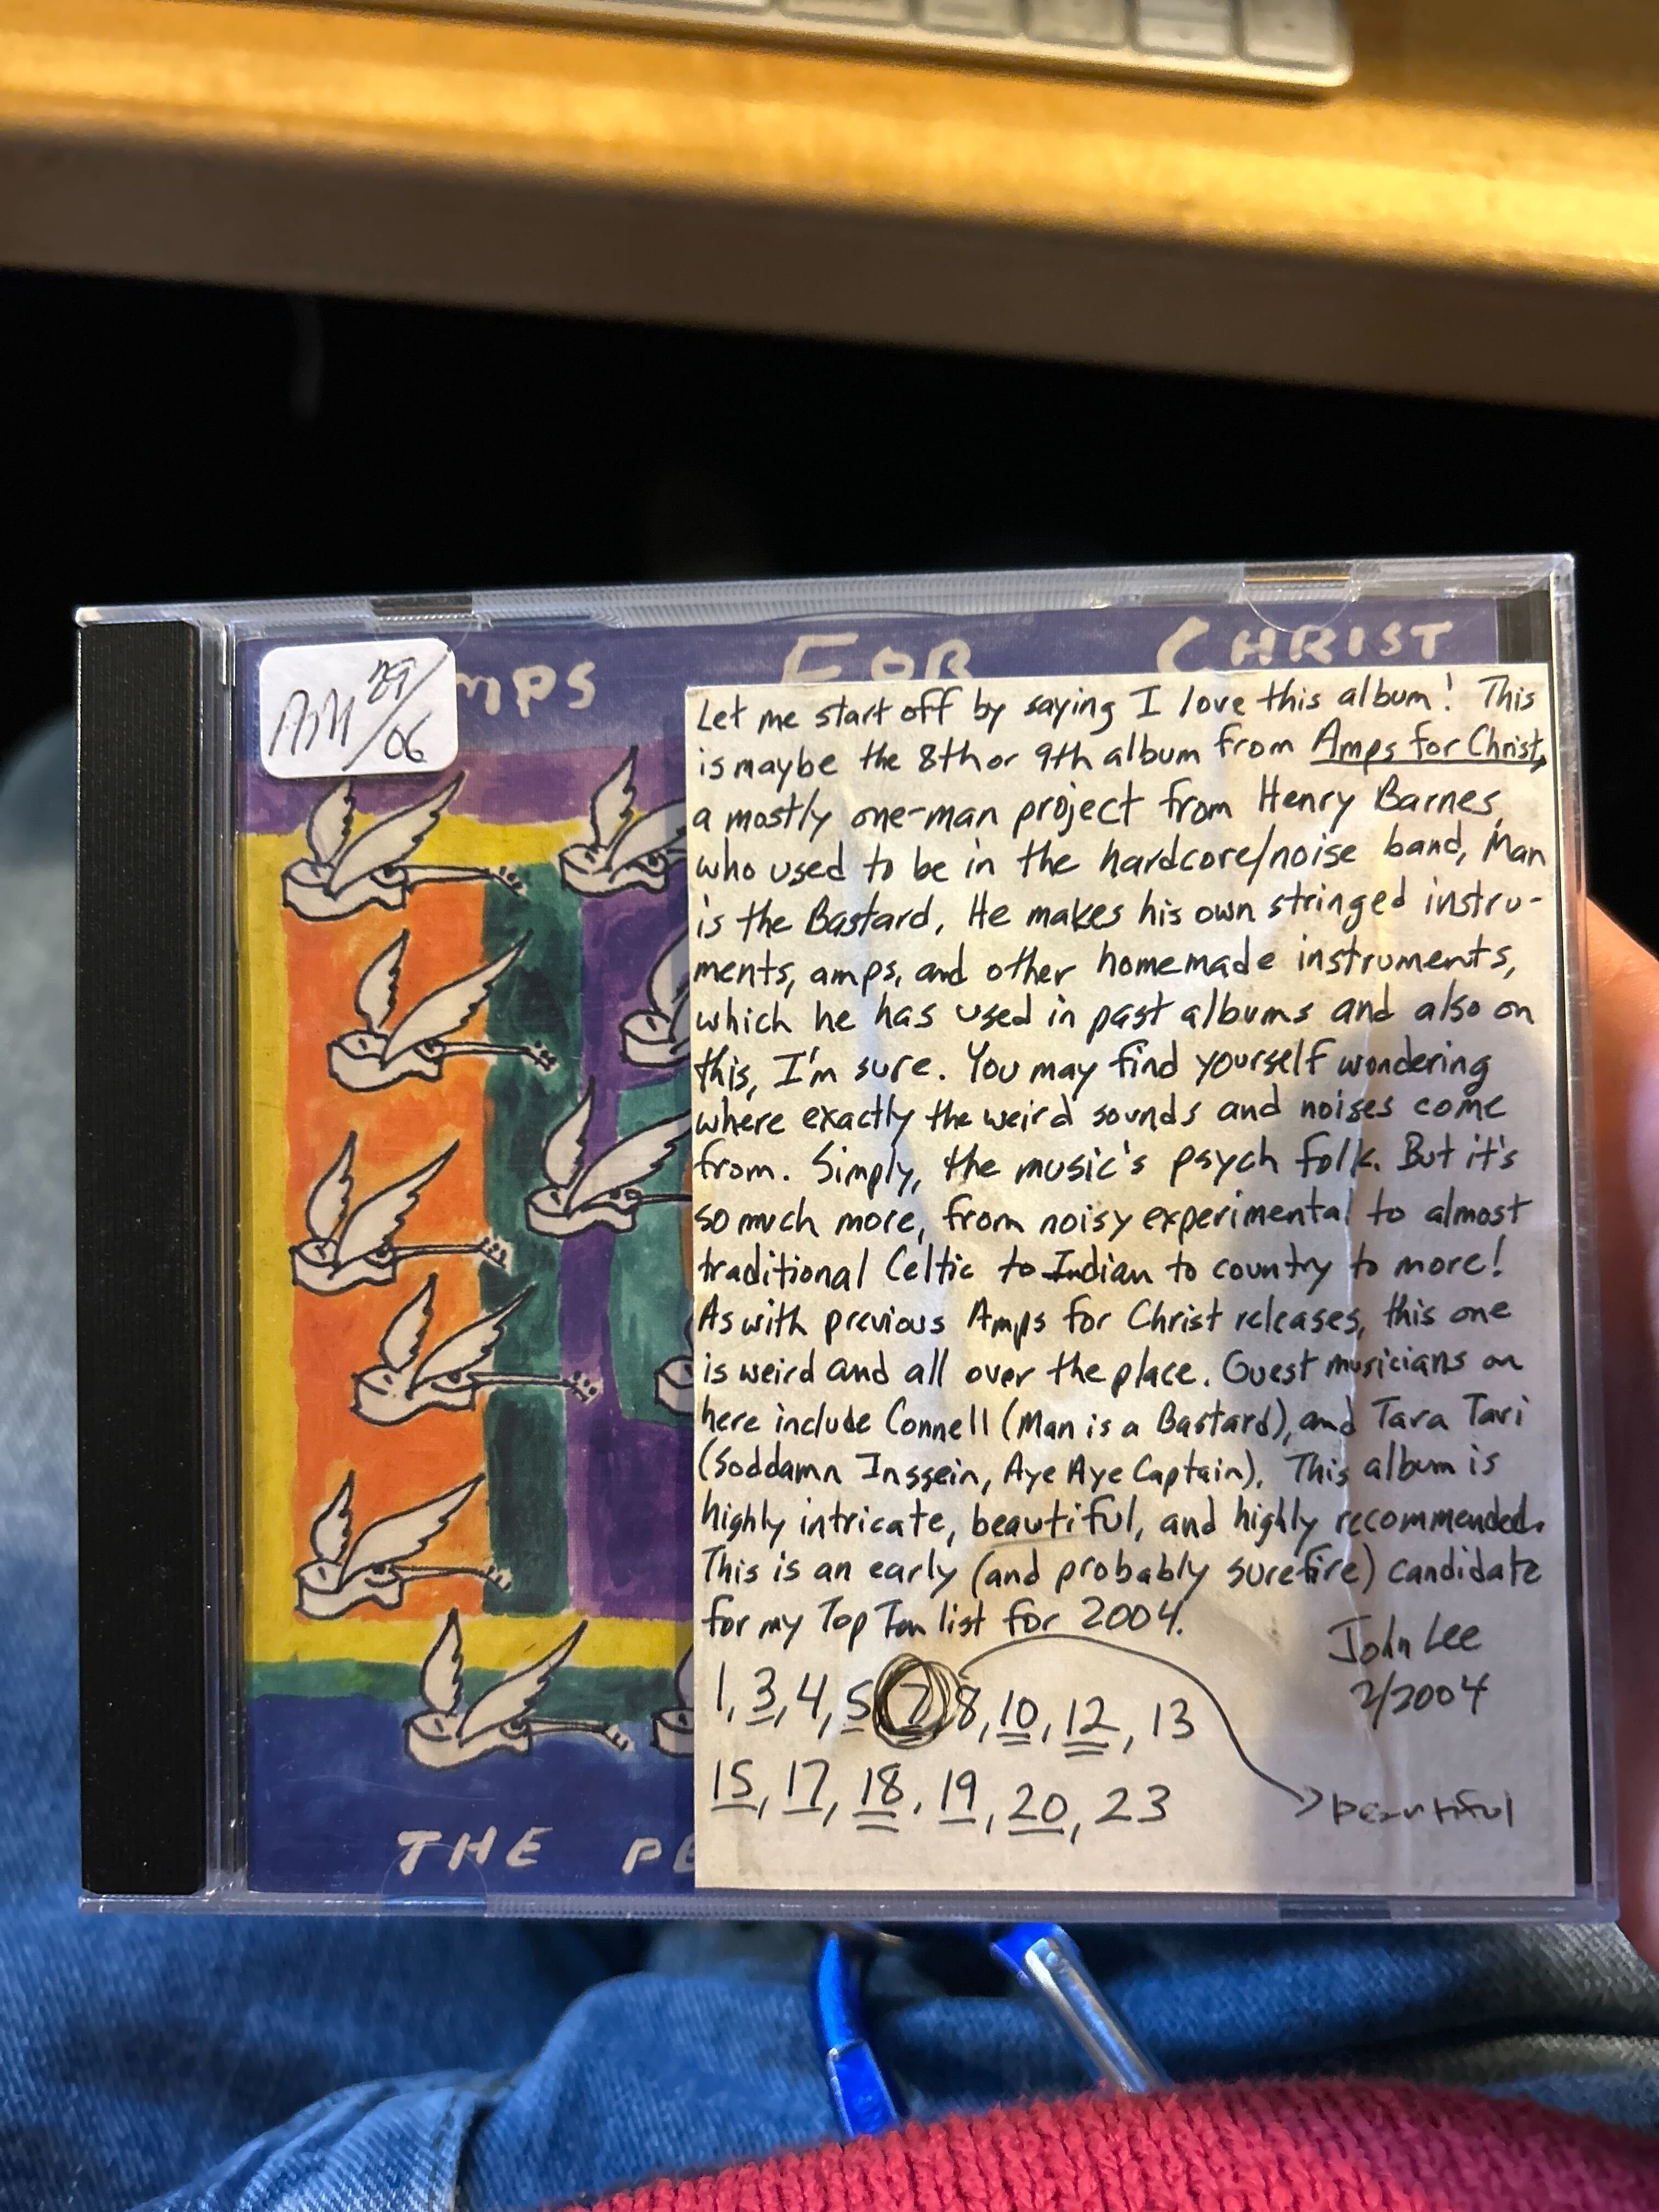 MPS FOR CHRIST
29/06
Let me start off by saying I love this album! This
is maybe the 8th or 9th album from Amps for Christ,
a mostly one-man project from Henry Barnes,
who used to be in the hardcore/noise band, Man
is the Bastard. He makes his own stringed instru-
ments, amps, and other homemade instruments,
which he has used in past albums and also on
this, I'm sure. You may find yourself wondering
where exactly the weird sounds and noises come
from. Simply, the music's psych folk. But it's
so much more, from noisy experimental to almost
traditional Celtic to Indian to country to more!
As with previous Amps for Christ releases, this one
is weird and all over the place. Guest musicians on
here include Connell (Man is a Bastard), and Tara Tavi
(Soddamn Inssein, Aye Aye Captain). This album is
highly intricate, beautiful, and highly recommended.
This is an early (and probably surefire) candidate
for my Top Ten list for 2004.
John Lee
2/2004
1, 3, 4, 5 7 8, 10, 12, 13
15, 17, 18, 19, 20, 23
beautiful
THE PE